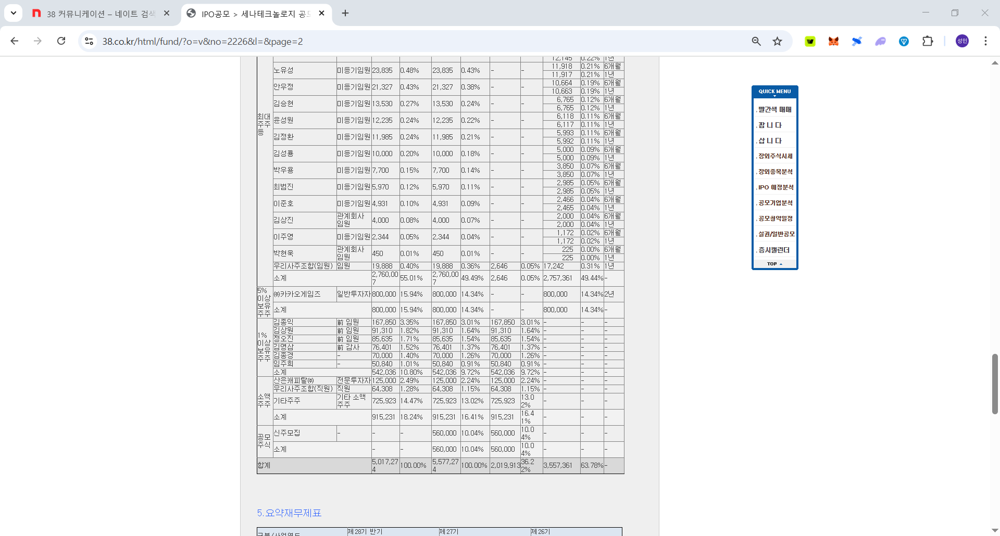 38 커뮤니케이션 – 네이트 검색
IPO공모 > 세나테크놀로지 공모
38.co.kr/html/fund/?o=v&no=2226&l=&page=2
성민
12,145 0.22% 1년
최대주주 등
노유성 미등기임원 23,835 0.48% 23,835 0.43% - - 11,918 0.21% 6개월
11,917 0.21% 1년
안우정 미등기임원 21,327 0.43% 21,327 0.38% - - 10,664 0.19% 6개월
10,663 0.19% 1년
김승현 미등기임원 13,530 0.27% 13,530 0.24% - - 6,765 0.12% 6개월
6,765 0.12% 1년
윤성원 미등기임원 12,235 0.24% 12,235 0.22% - - 6,118 0.11% 6개월
6,117 0.11% 1년
김정환 미등기임원 11,985 0.24% 11,985 0.21% - - 5,993 0.11% 6개월
5,992 0.11% 1년
김성룡 미등기임원 10,000 0.20% 10,000 0.18% - - 5,000 0.09% 6개월
5,000 0.09% 1년
박우용 미등기임원 7,700 0.15% 7,700 0.14% - - 3,850 0.07% 6개월
3,850 0.07% 1년
최범진 미등기임원 5,970 0.12% 5,970 0.11% - - 2,985 0.05% 6개월
2,985 0.05% 1년
이준호 미등기임원 4,931 0.10% 4,931 0.09% - - 2,466 0.04% 6개월
2,465 0.04% 1년
김상진 관계회사 임원 4,000 0.08% 4,000 0.07% - - 2,000 0.04% 6개월
2,000 0.04% 1년
이주영 미등기임원 2,344 0.05% 2,344 0.04% - - 1,172 0.02% 6개월
1,172 0.02% 1년
박현욱 관계회사 임원 450 0.01% 450 0.01% - - 225 0.00% 6개월
225 0.00% 1년
우리사주조합(임원) 임원 19,888 0.40% 19,888 0.36% 2,646 0.05% 17,242 0.31% 1년
소계 2,760,007 55.01% 2,760,007 49.49% 2,646 0.05% 2,757,361 49.44% -
5% 이상 보유 주주
㈜카카오게임즈 일반투자자 800,000 15.94% 800,000 14.34% - - 800,000 14.34% 2년
소계 800,000 15.94% 800,000 14.34% - - 800,000 14.34% -
1% 이상 보유 주주
김종익 前 임원 167,850 3.35% 167,850 3.01% 167,850 3.01% - - -
김상원 前 임원 91,310 1.82% 91,310 1.64% 91,310 1.64% - - -
정오진 前 임원 85,635 1.71% 85,635 1.54% 85,635 1.54% - - -
김영삼 前 감사 76,401 1.52% 76,401 1.37% 76,401 1.37% - - -
김종경 - 70,000 1.40% 70,000 1.26% 70,000 1.26% - - -
임주희 - 50,840 1.01% 50,840 0.91% 50,840 0.91% - - -
소계 542,036 10.80% 542,036 9.72% 542,036 9.72% - - -
소액 주주
산은캐피탈㈜ 전문투자자 125,000 2.49% 125,000 2.24% 125,000 2.24% - - -
우리사주조합(직원) 직원 64,308 1.28% 64,308 1.15% 64,308 1.15% - - -
기타주주 기타 소액 주주 725,923 14.47% 725,923 13.02% 725,923 13.02% - - -
소계 915,231 18.24% 915,231 16.41% 915,231 16.41% - - -
공모 주식
신주모집 - - - 560,000 10.04% 560,000 10.04% - - -
소계 - - 560,000 10.04% 560,000 10.04% - - -
합계 5,017,274 100.00% 5,577,274 100.00% 2,019,913 36.22% 3,557,361 63.78% -
5.요약재무제표
구분/사업연도 제28기 반기 제27기 제26기
QUICK MENU
빨간색 매매
팝 니 다
삽 니 다
장외주식시세
장외종목분석
IPO 예정분석
공모기업분석
공모청약일정
실권/일반공모
증시캘린더
TOP